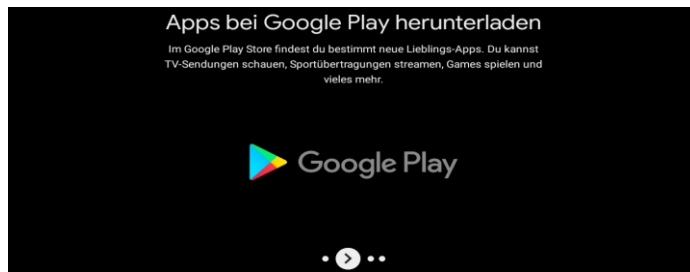 Apps bei Google Play herunterladen
Im Google Play Store findest du bestimmt neue Lieblings-Apps. Du kannst
TV-Sendungen schauen, Sportübertragungen streamen, Games spielen und
vieles mehr.
Google Play